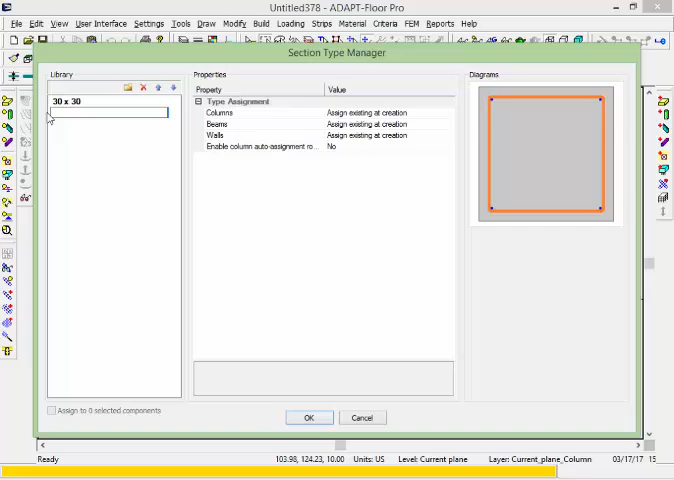 Untitled378 - ADAPT-Floor Pro
File Edit View User Interface Settings Tools Draw Modify Build Loading Strips Material Criteria FEM Reports Help
Section Type Manager
Library
30 x 30
Properties
Property Value
Type Assignment
Columns Assign existing at creation
Beams Assign existing at creation
Walls Assign existing at creation
Enable column auto-assignment ro... No
Diagrams
Assign to 0 selected components
OK Cancel
Ready 103.98, 124.23, 10.00 Units: US Level: Current plane Layer: Current_plane_Column 03/17/17 15